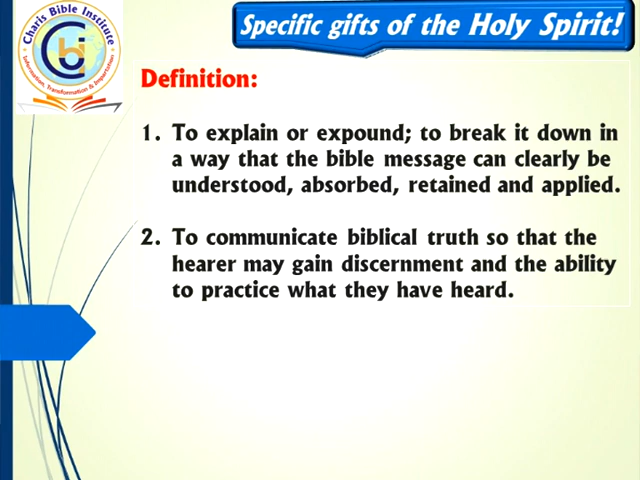 Charis Bible Institute
Information, Transformation & Impartation
Specific gifts of the Holy Spirit!
Definition:
1. To explain or expound; to break it down in
a way that the bible message can clearly be
understood, absorbed, retained and applied.
2. To communicate biblical truth so that the
hearer may gain discernment and the ability
to practice what they have heard.